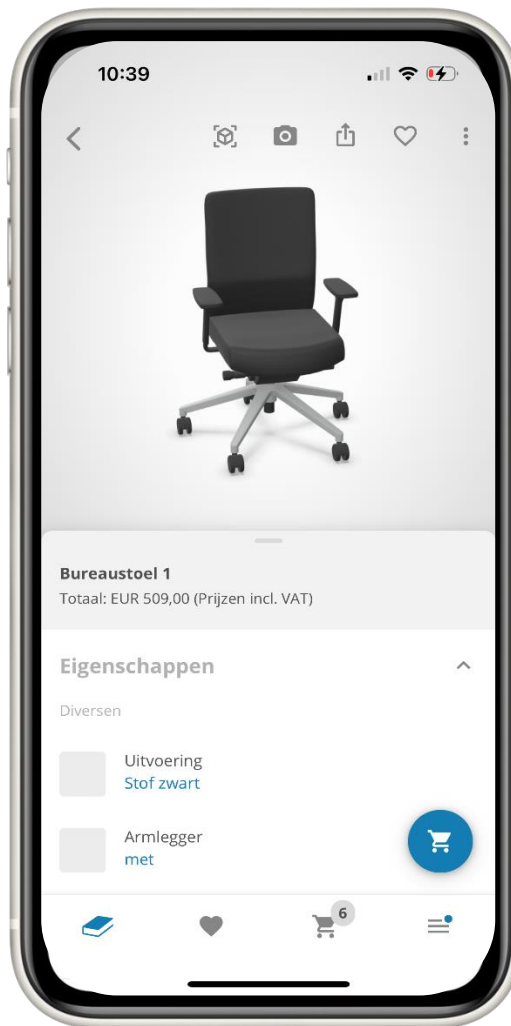 10:39
Bureaustoel 1
Totaal: EUR 509,00 (Prijzen incl. VAT)
Eigenschappen
Diversen
Uitvoering
Stof zwart
Armlegger
met
6